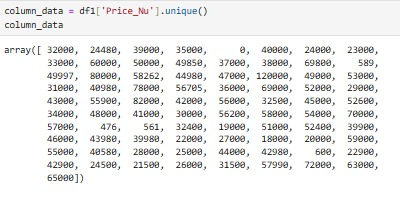 column_data = df1['Price_Nu'].unique()
column_data
array([ 32000, 24480, 39000, 35000, 0, 40000, 24000, 23000,
33000, 60000, 50000, 49850, 37000, 38000, 69800, 589,
49997, 80000, 58262, 44980, 47000, 120000, 49000, 53000,
31000, 40980, 78000, 56705, 36000, 69000, 52000, 29000,
43000, 55900, 82000, 42000, 56000, 32500, 45000, 52600,
34000, 48000, 41000, 30000, 56200, 58000, 54000, 70000,
57000, 476, 561, 32400, 19000, 51000, 52400, 39900,
46000, 43980, 39980, 22000, 27000, 18000, 20000, 59000,
55000, 40580, 28000, 25000, 44000, 42980, 600, 22900,
42900, 24500, 21500, 26000, 31500, 57990, 72000, 63000,
65000])